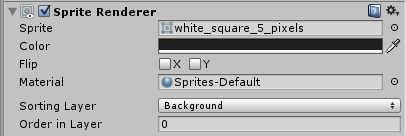 Sprite Renderer
Sprite white_square_5_pixels
Color
Flip X Y
Material Sprites-Default
Sorting Layer Background
Order in Layer 0